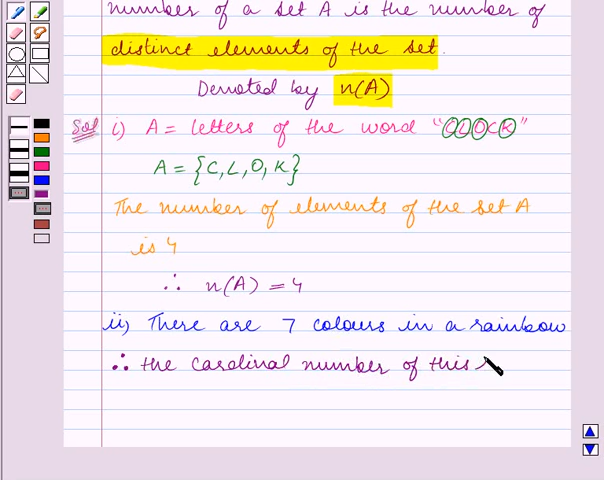 number of a set A is the number of
distinct elements of the set.
Denoted by n(A)
Sol i) A = letters of the word "CLOCK"
A = {C, L, O, K}
The number of elements of the set A
is 4
∴ n(A) = 4
ii) There are 7 colours in a rainbow
∴ the cardinal number of this